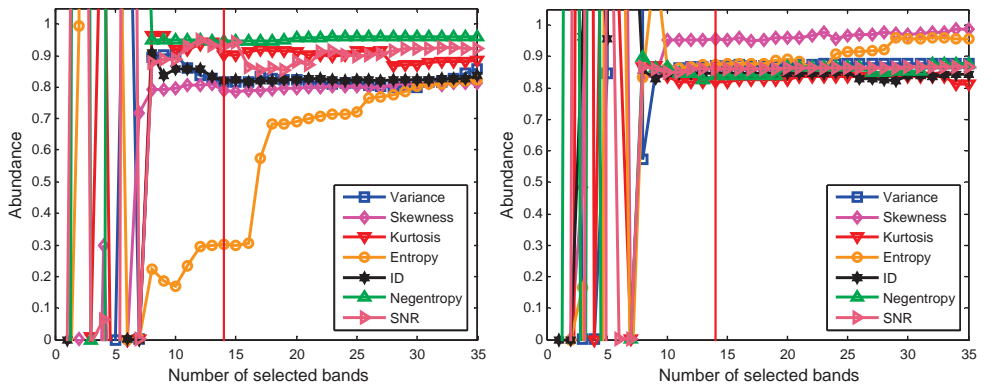 1
0.9
0.8
0.7
0.6
0.5
0.4
0.3
0.2
0.1
0
Abundance
0 5 10 15 20 25 30 35
Number of selected bands
Variance
Skewness
Kurtosis
Entropy
ID
Negentropy
SNR
1
0.9
0.8
0.7
0.6
0.5
0.4
0.3
0.2
0.1
0
Abundance
0 5 10 15 20 25 30 35
Number of selected bands
Variance
Skewness
Kurtosis
Entropy
ID
Negentropy
SNR